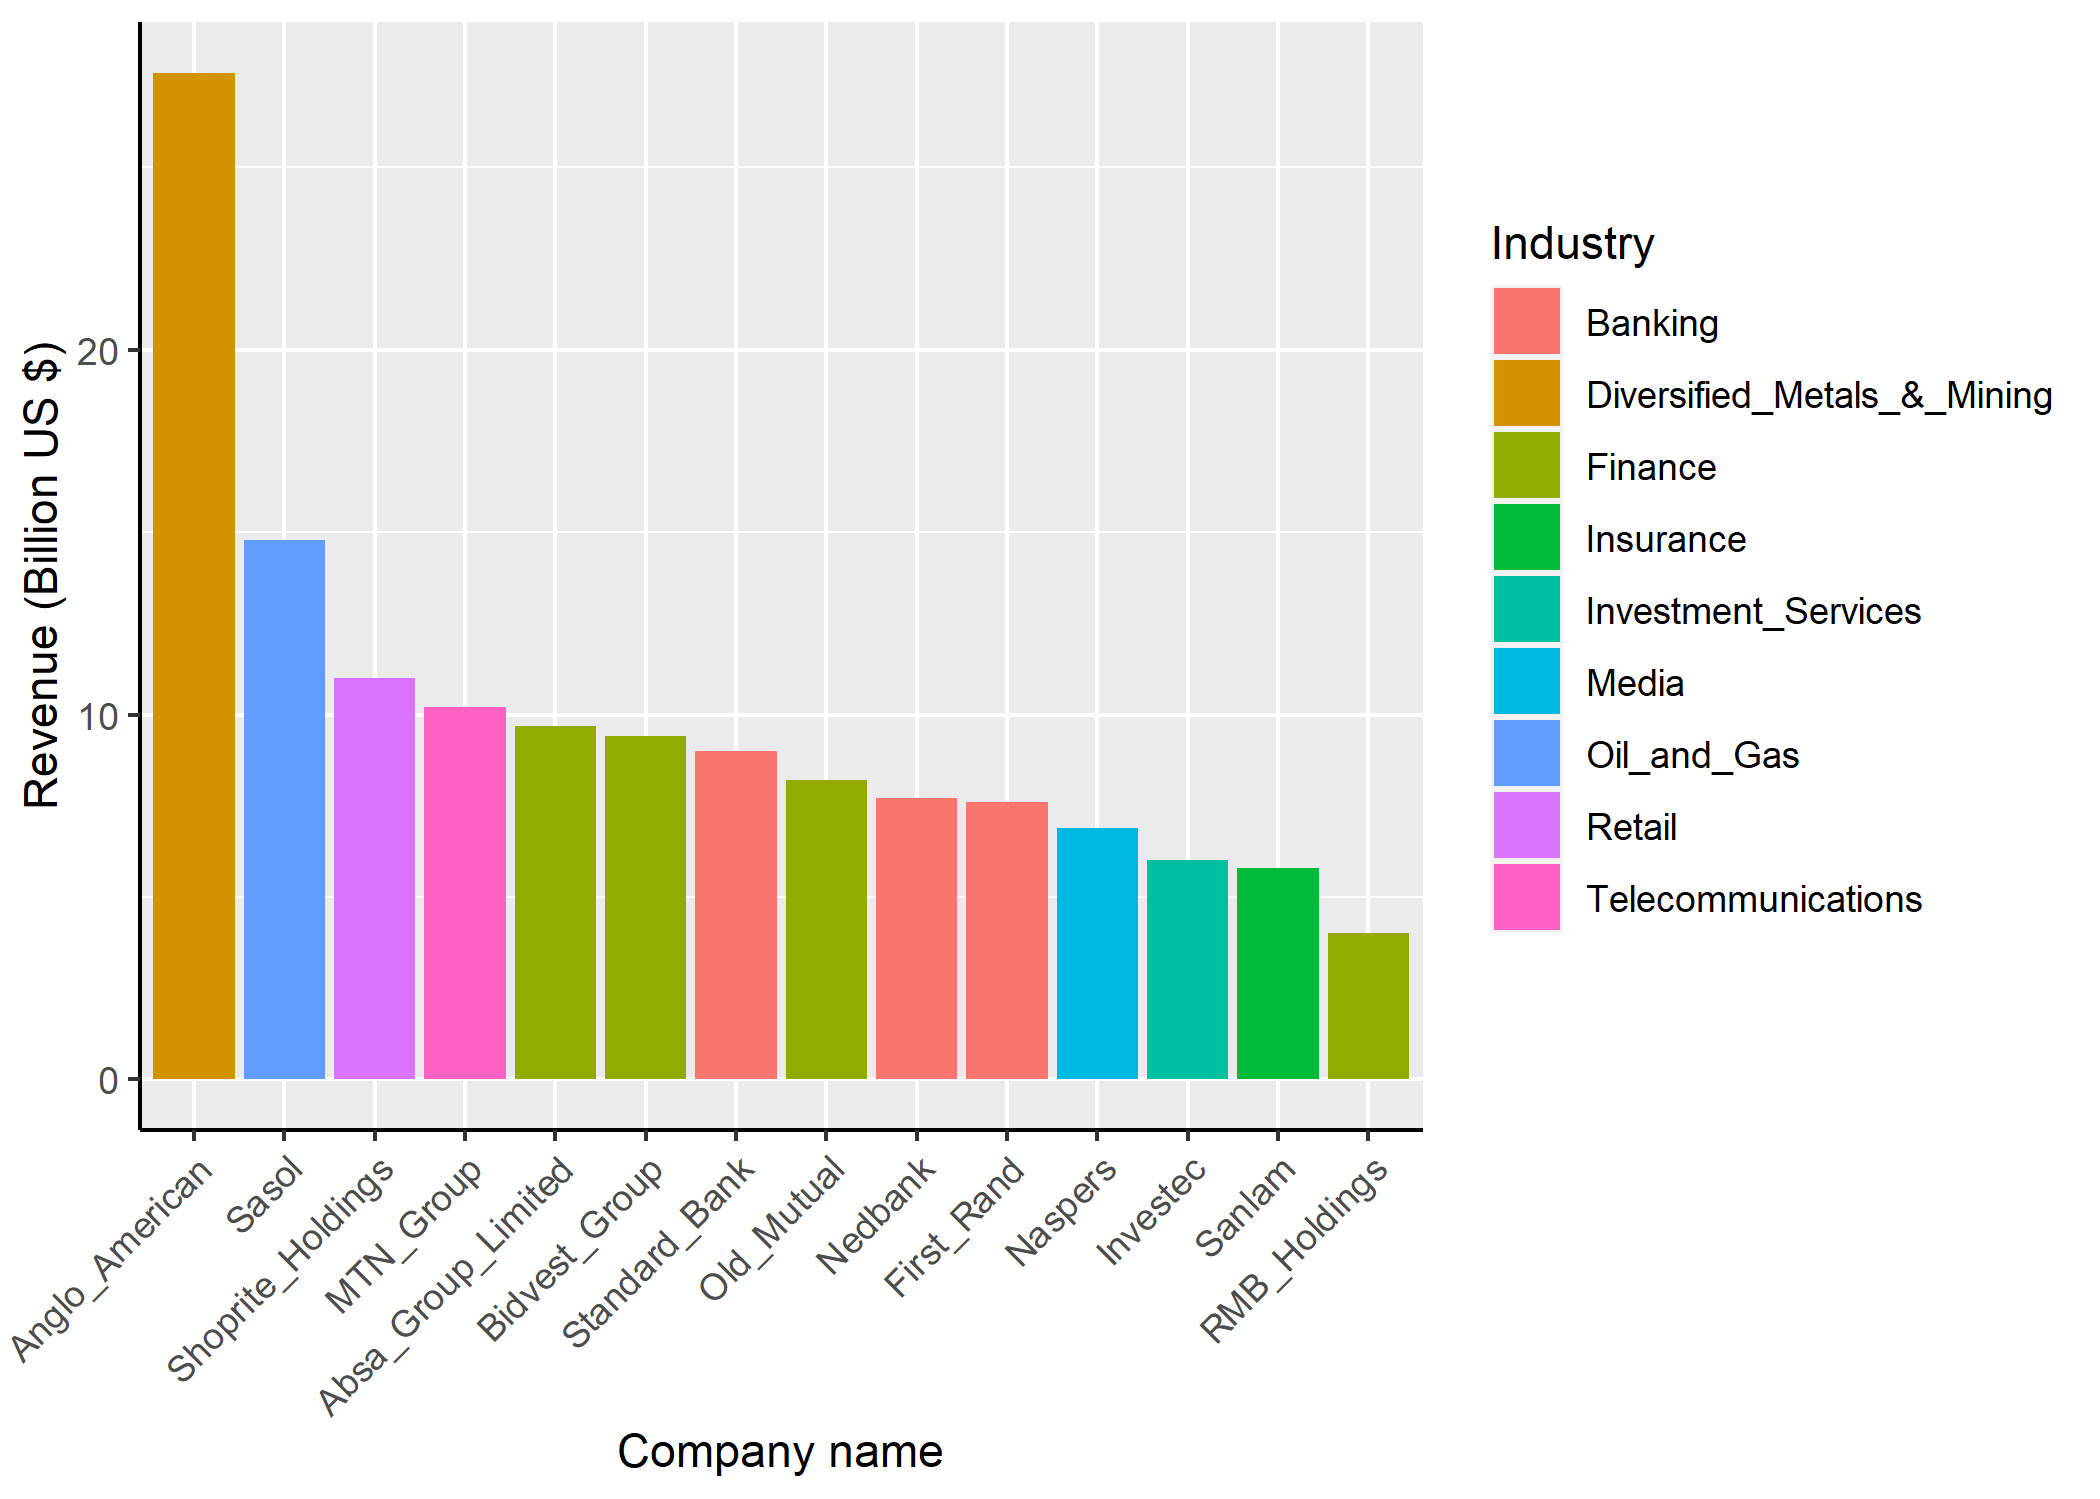 Revenue (Billion US $)
20
10
0
Anglo_American
Sasol
Shoprite_Holdings
MTN_Group
Absa_Group_Limited
Bidvest_Group
Standard_Bank
Old_Mutual
Nedbank
First_Rand
Naspers
Investec
Sanlam
RMB_Holdings
Company name
Industry
Banking
Diversified_Metals_&_Mining
Finance
Insurance
Investment_Services
Media
Oil_and_Gas
Retail
Telecommunications